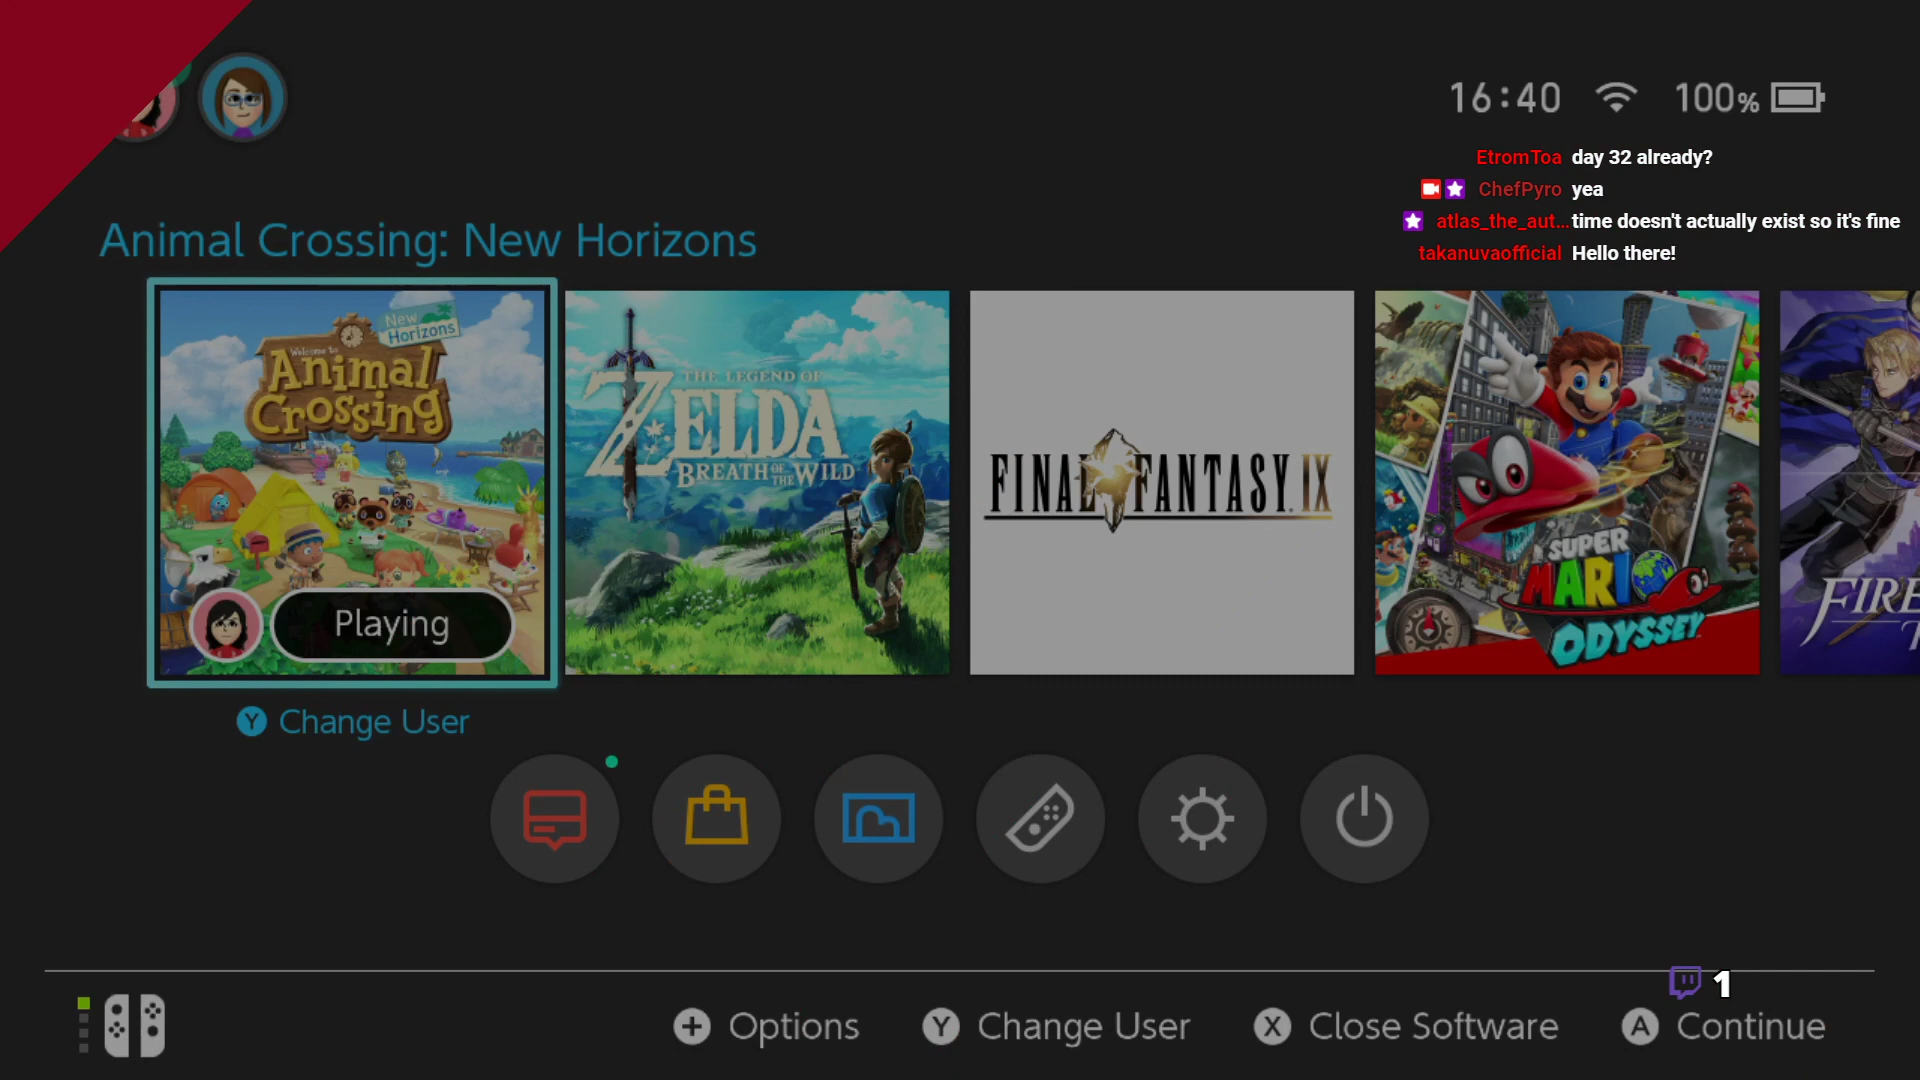 16:40 100%
EtromToa day 32 already?
ChefPyro yea
atlas_the_aut... time doesn't actually exist so it's fine
takanuvaofficial Hello there!
Animal Crossing: New Horizons
New
Horizons
Welcome to
Animal
Crossing
Playing
THE LEGEND OF
ZELDA
BREATH OF THE WILD
FINAL FANTASY IX
SUPER
MARIO
ODYSSEY
FIRE
T
Y Change User
1
+ Options Y Change User X Close Software A Continue